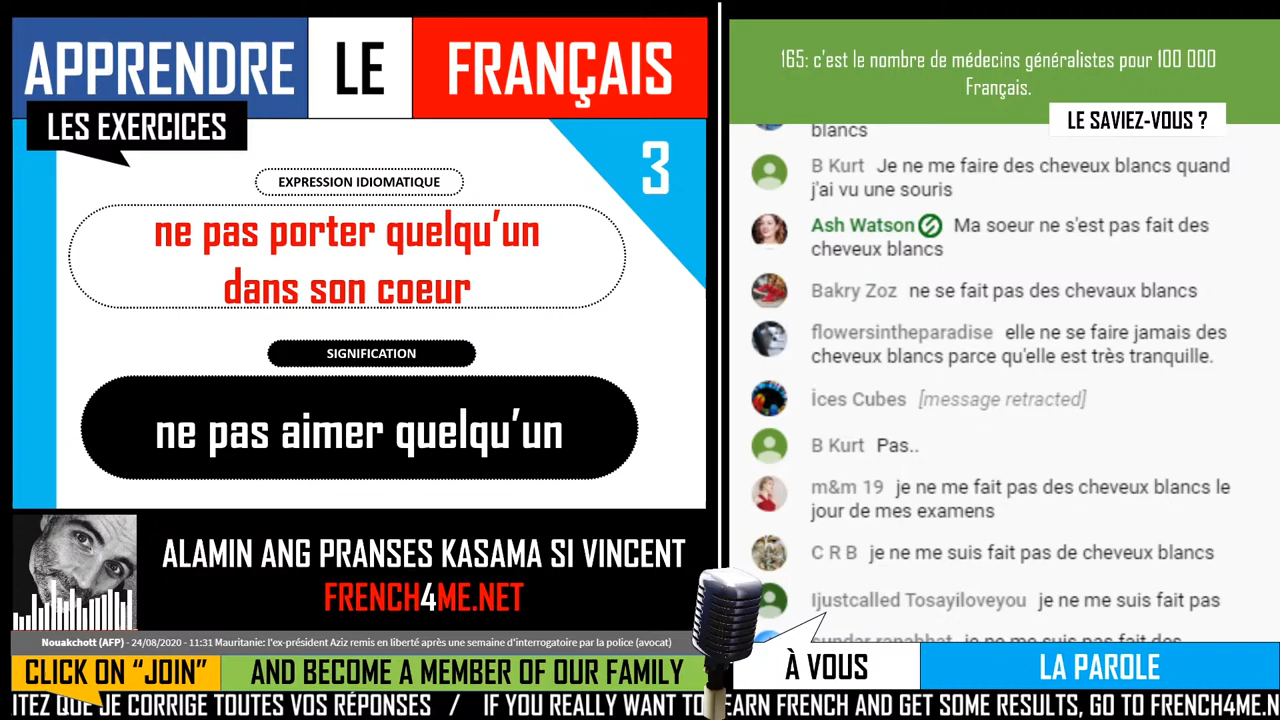 APPRENDRE LE FRANÇAIS
LES EXERCICES
3
EXPRESSION IDIOMATIQUE
ne pas porter quelqu'un
dans son coeur
SIGNIFICATION
ne pas aimer quelqu'un
ALAMIN ANG PRANSES KASAMA SI VINCENT
FRENCH4ME.NET
Nouakchott (AFP) - 24/08/2020 - 11:31 Mauritanie: l'ex-président Aziz remis en liberté après une semaine d'interrogatoire par la police (avocat)
CLICK ON “JOIN” AND BECOME A MEMBER OF OUR FAMILY
165: c'est le nombre de médecins généralistes pour 100 000
Français.
LE SAVIEZ-VOUS ?
blancs
B Kurt Je ne me faire des cheveux blancs quand
j'ai vu une souris
Ash Watson Ma soeur ne s'est pas fait des
cheveux blancs
Bakry Zoz ne se fait pas des chevaux blancs
flowersintheparadise elle ne se faire jamais des
cheveux blancs parce qu'elle est très tranquille.
İces Cubes [message retracted]
B Kurt Pas..
m&m 19 je ne me fait pas des cheveux blancs le
jour de mes examens
C R B je ne me suis fait pas de cheveux blancs
Ijustcalled Tosayiloveyou je ne me suis fait pas
je ne me suis fait pas des
À VOUS LA PAROLE
ITEZ QUE JE CORRIGE TOUTES VOS RÉPONSES / IF YOU REALLY WANT TO EARN FRENCH AND GET SOME RESULTS, GO TO FRENCH4ME.N